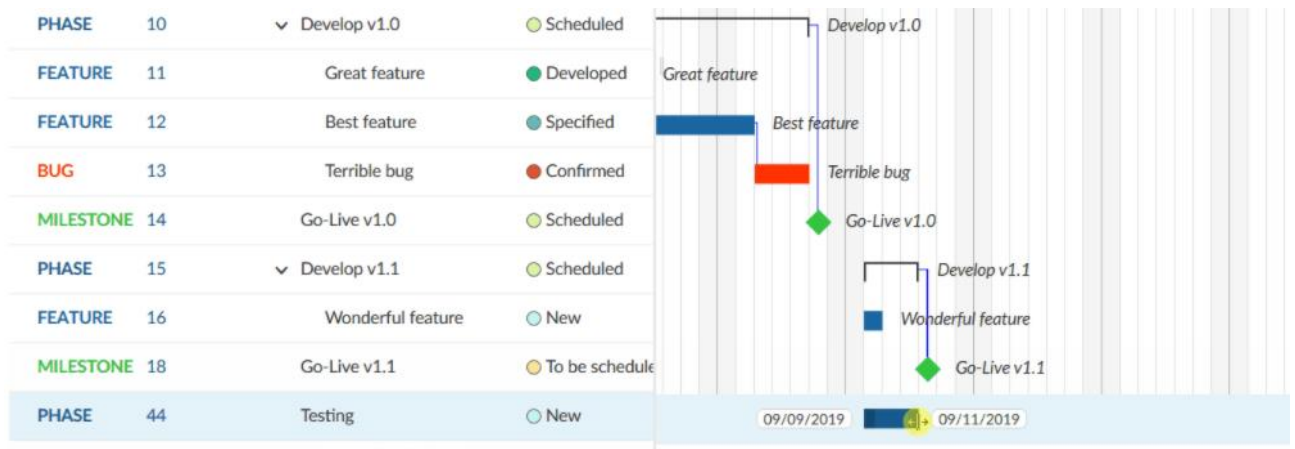 PHASE 10 Develop v1.0 Scheduled Develop v1.0
FEATURE 11 Great feature Developed Great feature
FEATURE 12 Best feature Specified Best feature
BUG 13 Terrible bug Confirmed Terrible bug
MILESTONE 14 Go-Live v1.0 Scheduled Go-Live v1.0
PHASE 15 Develop v1.1 Scheduled Develop v1.1
FEATURE 16 Wonderful feature New Wonderful feature
MILESTONE 18 Go-Live v1.1 To be schedule Go-Live v1.1
PHASE 44 Testing New 09/09/2019 09/11/2019